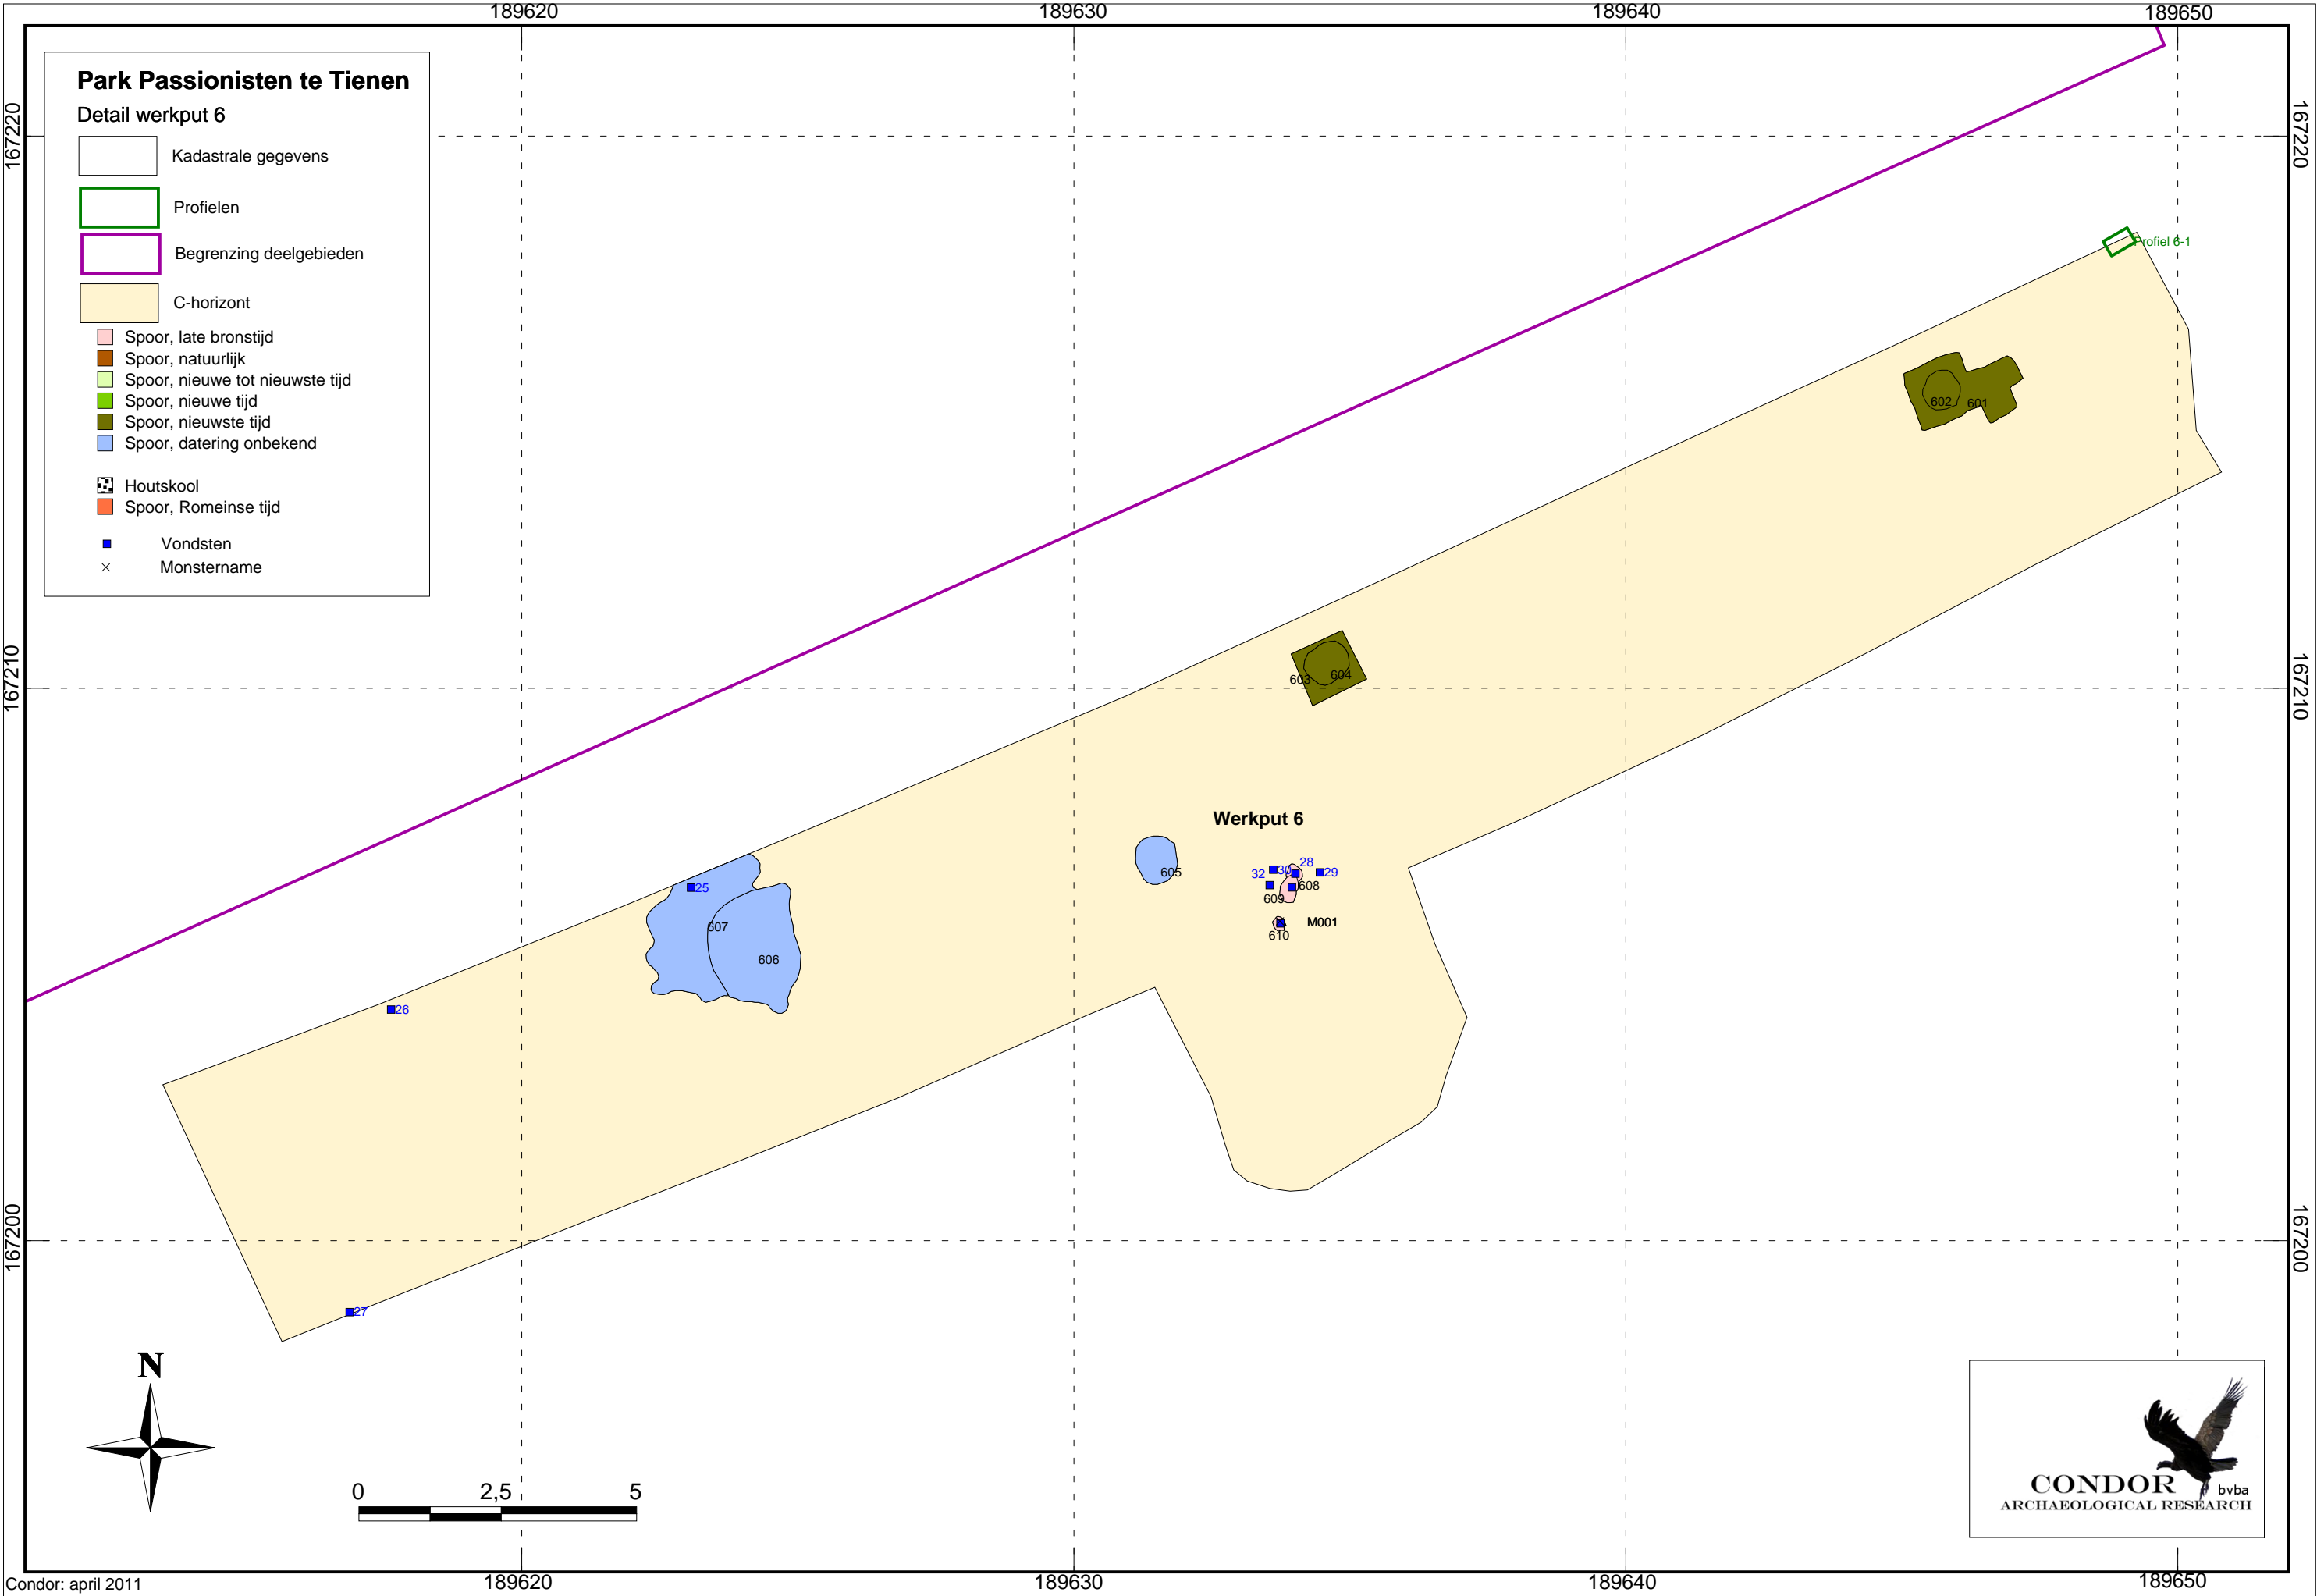 189620 189630 189640 189650
Park Passionisten te Tienen
Detail werkput 6
Kadastrale gegevens
Profielen
Begrenzing deelgebieden
C-horizont
Spoor, late bronstijd
Spoor, natuurlijk
Spoor, nieuwe tot nieuwste tijd
Spoor, nieuwe tijd
Spoor, nieuwste tijd
Spoor, datering onbekend
Houtskool
Spoor, Romeinse tijd
Vondsten
Monstername
167220 167220
Profiel 6-1
602 601
603 604
167210 167210
Werkput 6
605
28
32 30 29
608
609
M001
610
25
607
606
26
167200 167200
27
N
0 2,5 5
CONDOR bvba
ARCHAEOLOGICAL RESEARCH
Condor: april 2011
189620 189630 189640 189650